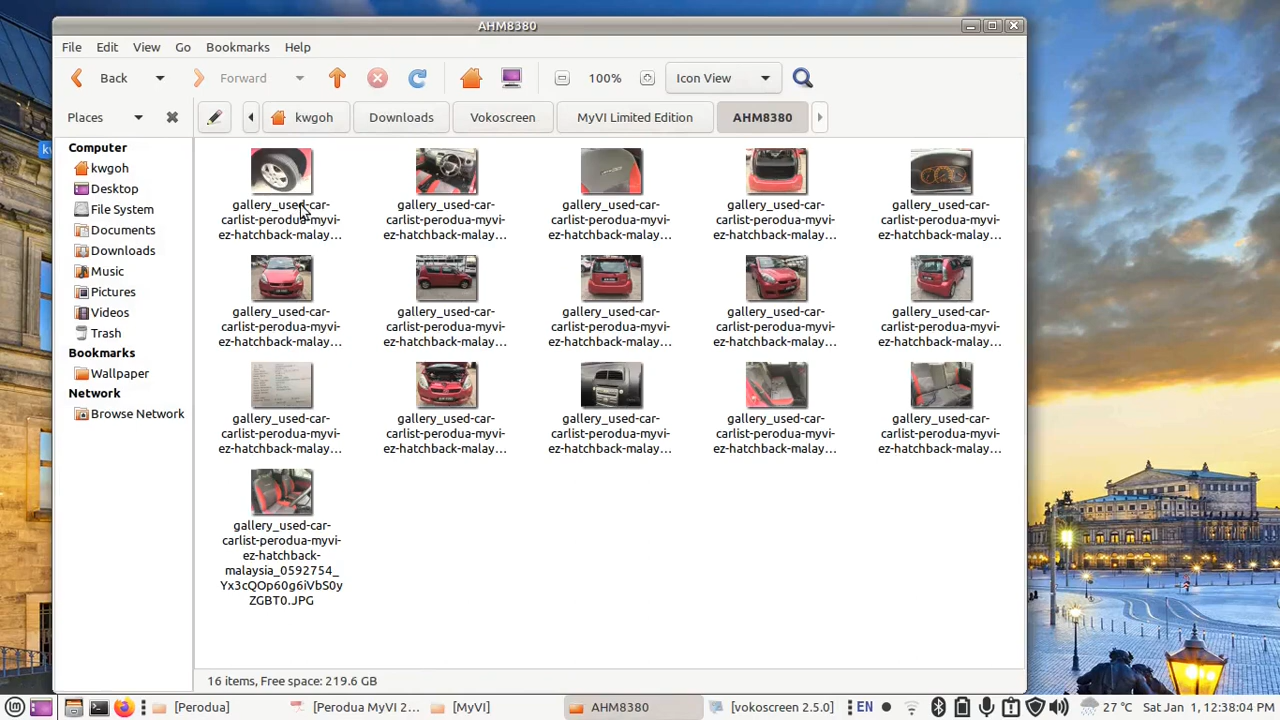 AHM8380
File Edit View Go Bookmarks Help
Back Forward 100% Icon View
Places kwgoh Downloads Vokoscreen MyVI Limited Edition AHM8380
Computer
kwgoh
Desktop
File System
Documents
Downloads
Music
Pictures
Videos
Trash
Bookmarks
Wallpaper
Network
Browse Network
gallery_used-car- gallery_used-car- gallery_used-car- gallery_used-car- gallery_used-car-
carlist-perodua-myvi- carlist-perodua-myvi- carlist-perodua-myvi- carlist-perodua-myvi- carlist-perodua-myvi-
ez-hatchback-malay... ez-hatchback-malay... ez-hatchback-malay... ez-hatchback-malay... ez-hatchback-malay...
gallery_used-car- gallery_used-car- gallery_used-car- gallery_used-car- gallery_used-car-
carlist-perodua-myvi- carlist-perodua-myvi- carlist-perodua-myvi- carlist-perodua-myvi- carlist-perodua-myvi-
ez-hatchback-malay... ez-hatchback-malay... ez-hatchback-malay... ez-hatchback-malay... ez-hatchback-malay...
gallery_used-car- gallery_used-car- gallery_used-car- gallery_used-car- gallery_used-car-
carlist-perodua-myvi- carlist-perodua-myvi- carlist-perodua-myvi- carlist-perodua-myvi- carlist-perodua-myvi-
ez-hatchback-malay... ez-hatchback-malay... ez-hatchback-malay... ez-hatchback-malay... ez-hatchback-malay...
gallery_used-car-
carlist-perodua-myvi-
ez-hatchback-
malaysia_0592754_
Yx3cQOp60g6iVbS0y
ZGBT0.JPG
16 items, Free space: 219.6 GB
[Perodua] [Perodua MyVI 2... [MyVI] AHM8380 [vokoscreen 2.5.0] EN 27 °C Sat Jan 1, 12:38:04 PM